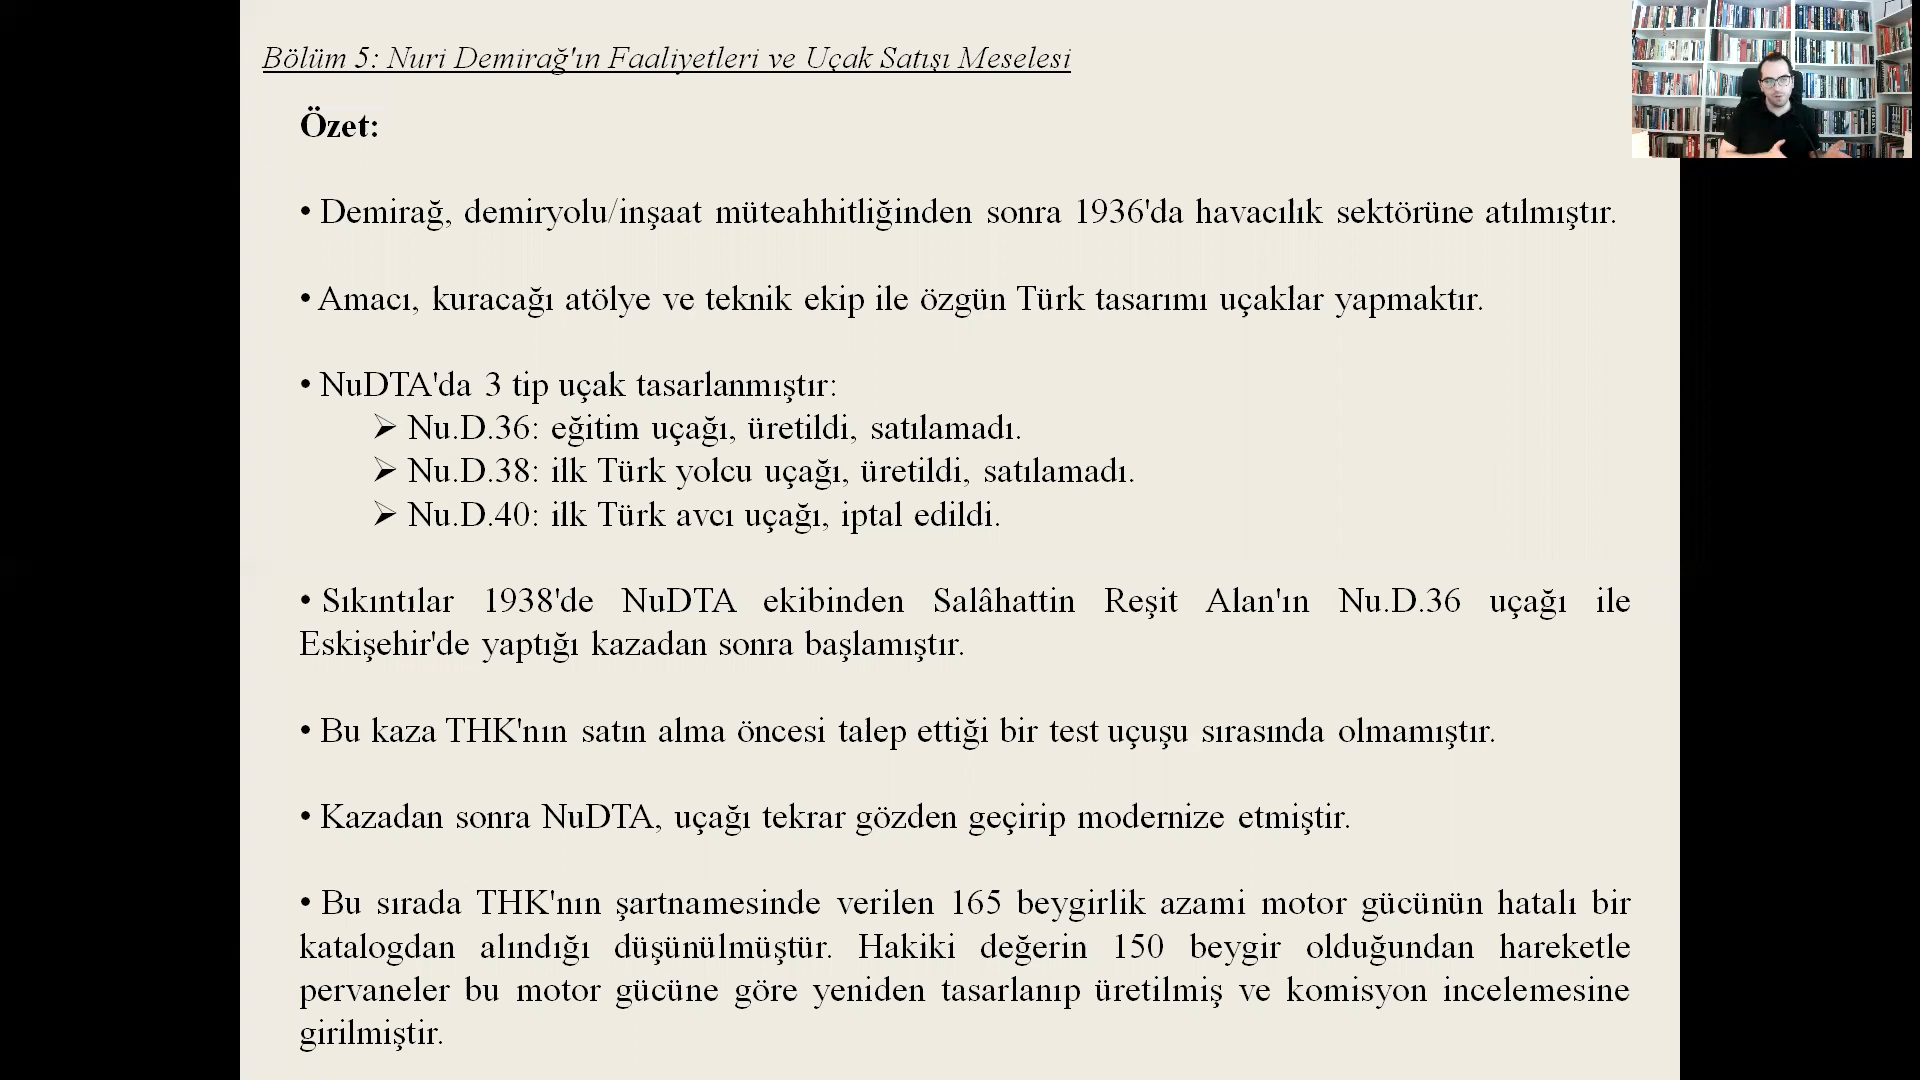 Bölüm 5: Nuri Demirağ'ın Faaliyetleri ve Uçak Satışı Meselesi
Özet:
• Demirağ, demiryolu/inşaat müteahhitliğinden sonra 1936'da havacılık sektörüne atılmıştır.
• Amacı, kuracağı atölye ve teknik ekip ile özgün Türk tasarımı uçaklar yapmaktır.
• NuDTA'da 3 tip uçak tasarlanmıştır:
➢ Nu.D.36: eğitim uçağı, üretildi, satılamadı.
➢ Nu.D.38: ilk Türk yolcu uçağı, üretildi, satılamadı.
➢ Nu.D.40: ilk Türk avcı uçağı, iptal edildi.
• Sıkıntılar 1938'de NuDTA ekibinden Salâhattin Reşit Alan'ın Nu.D.36 uçağı ile
Eskişehir'de yaptığı kazadan sonra başlamıştır.
• Bu kaza THK'nın satın alma öncesi talep ettiği bir test uçuşu sırasında olmamıştır.
• Kazadan sonra NuDTA, uçağı tekrar gözden geçirip modernize etmiştir.
• Bu sırada THK'nın şartnamesinde verilen 165 beygirlik azami motor gücünün hatalı bir
katalogdan alındığı düşünülmüştür. Hakiki değerin 150 beygir olduğundan hareketle
pervaneler bu motor gücüne göre yeniden tasarlanıp üretilmiş ve komisyon incelemesine
girilmiştir.